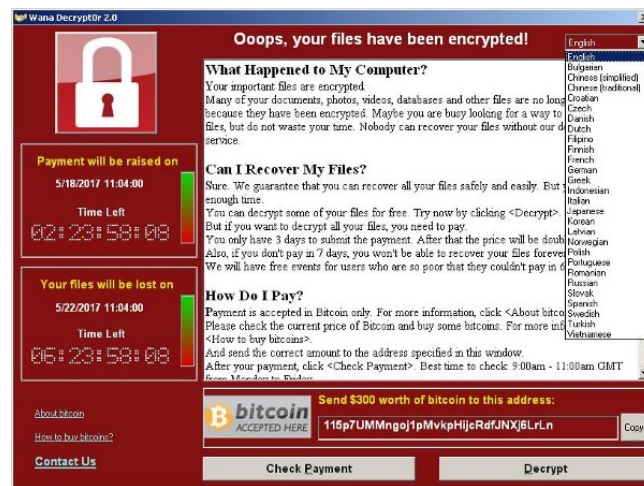 Wana Decrypt0r 2.0
Ooops, your files have been encrypted!
English
English
Bulgarian
Chinese (simplified)
Chinese (traditional)
Croatian
Czech
Danish
Dutch
Filipino
Finnish
French
German
Greek
Indonesian
Italian
Japanese
Korean
Latvian
Norwegian
Polish
Portuguese
Romanian
Russian
Slovak
Spanish
Swedish
Turkish
Vietnamese
What Happened to My Computer?
Your important files are encrypted.
Many of your documents, photos, videos, databases and other files are no long
because they have been encrypted. Maybe you are busy looking for a way to
files, but do not waste your time. Nobody can recover your files without our d
service.
Can I Recover My Files?
Sure. We guarantee that you can recover all your files safely and easily. But
enough time.
You can decrypt some of your files for free. Try now by clicking <Decrypt>.
But if you want to decrypt all your files, you need to pay.
You only have 3 days to submit the payment. After that the price will be doub
Also, if you don't pay in 7 days, you won't be able to recover your files forever
We will have free events for users who are so poor that they couldn't pay in 6
How Do I Pay?
Payment is accepted in Bitcoin only. For more information, click <About bitco
Please check the current price of Bitcoin and buy some bitcoins. For more inf
<How to buy bitcoins>.
And send the correct amount to the address specified in this window.
After your payment, click <Check Payment>. Best time to check: 9:00am - 11:00am GMT
from Monday to Friday
Payment will be raised on
5/18/2017 11:04:00
Time Left
02:23:58:08
Your files will be lost on
5/22/2017 11:04:00
Time Left
06:23:58:08
About bitcoin
How to buy bitcoins?
Contact Us
bitcoin
ACCEPTED HERE
Send $300 worth of bitcoin to this address:
115p7UMMngoj1pMvkpHijcRdfJNXj6LrLn
Copy
Check Payment
Decrypt